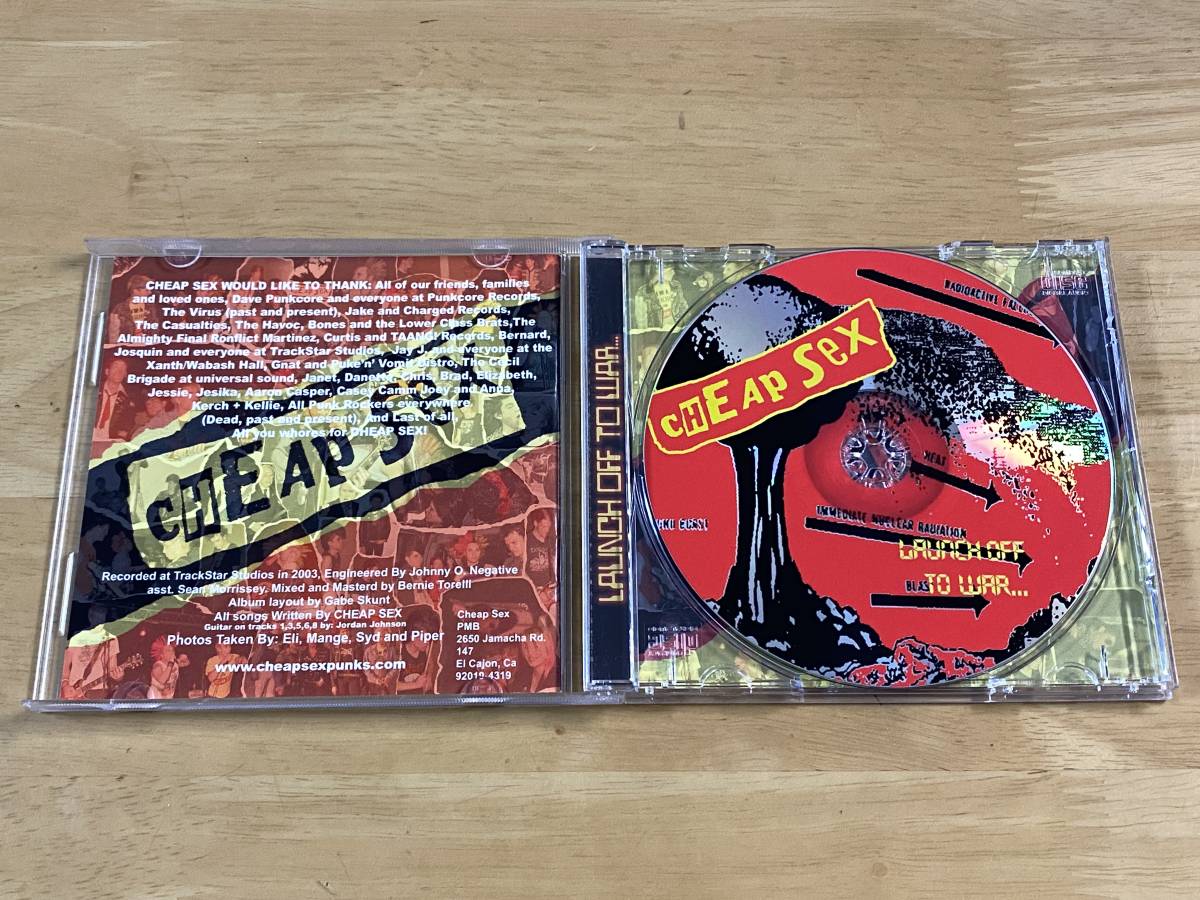 CHEAP SEX WOULD LIKE TO THANK: All of our friends, families
and loved ones, Dave Punkcore and everyone at Punkcore Records,
The Virus (past and present), Jake and Charged Records,
The Casualties, The Havoc, Bones and the Lower Class Brats,The
Almighty Final Ronflict Martinez, Curtis and TAANG! Records, Bernard,
Josquin and everyone at TrackStar Studios, Jay J. and everyone at the
Xanth/Wabash Hall, Gnat and Puke'n' Vomit Distro, The Cecil
Brigade at universal sound, Janet, Danette, Chris, Brad, Elizabeth,
Jessie, Jesika, Aaron Casper, Casey Camm Joey and Anna,
Kerch + Kellie, All Punk Rockers everywhere,
(Dead, past and present), And Last of all,
All you whores for CHEAP SEX!
CHEAP
Recorded at TrackStar Studios in 2003, Engineered By Johnny O. Negative
asst. Sean Morrissey. Mixed and Masterd by Bernie Torelli
Album layout by Gabe Skunt
All songs Written By CHEAP SEX
Guitar on tracks 1,3,5,6,8 by: Jordan Johnson
Photos Taken By: Eli, Mange, Syd and Piper
www.cheapsexpunks.com
Cheap Sex
PMB
2650 Jamacha Rd.
147
El Cajon, Ca
92019-4319
LAUNCH OFF TO WAR...
CHEAP SEX
RADIOACTIVE
HEAT
BURST
IMMEDIATE NUCLEAR RADIATION
LAUNCH OFF
TO WAR...
disc
DIGITAL AUDIO